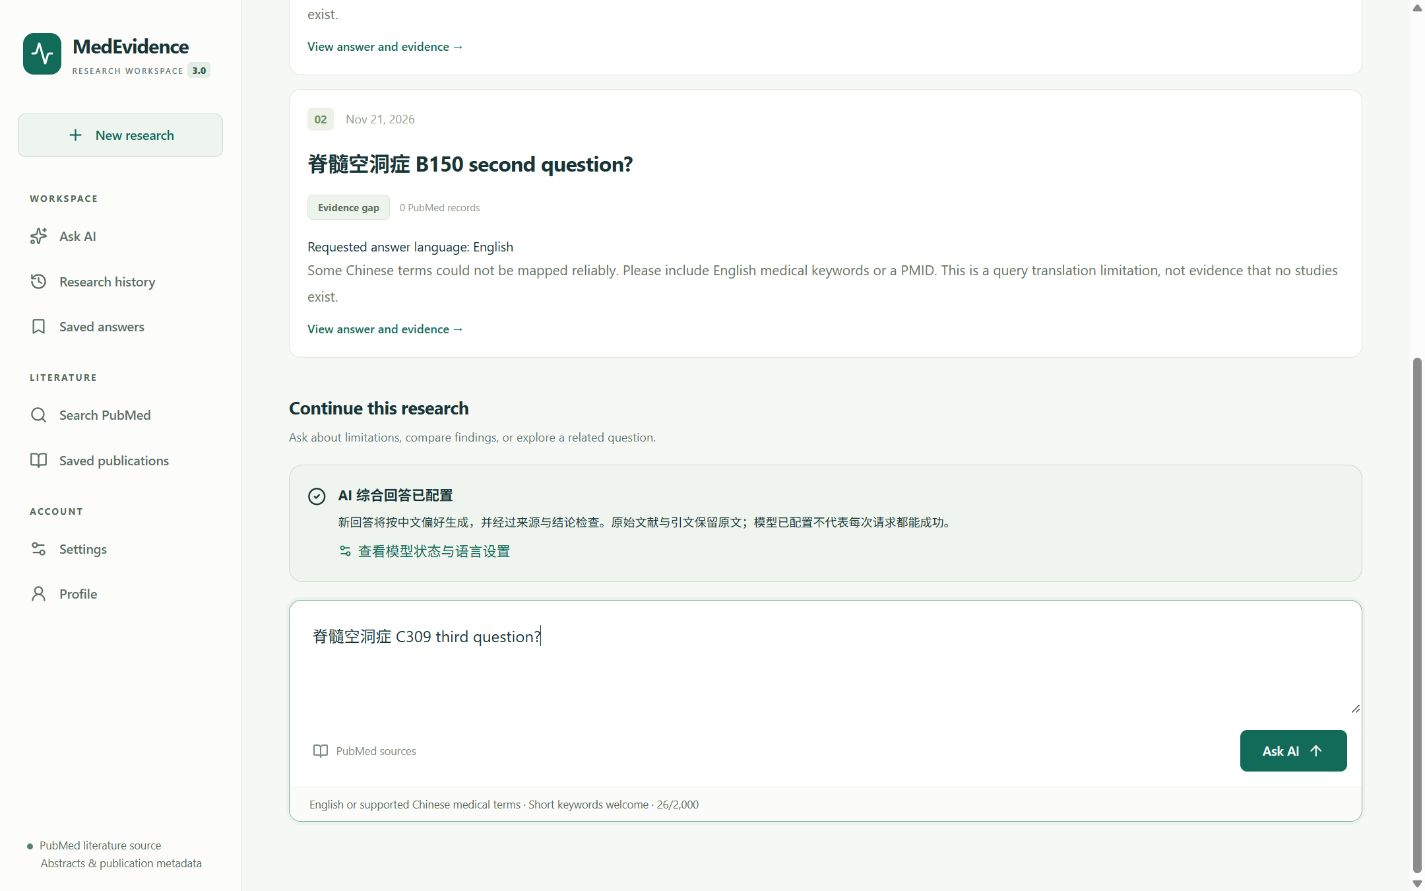 MedEvidence
RESEARCH WORKSPACE 3.0
New research
WORKSPACE
Ask AI
Research history
Saved answers
LITERATURE
Search PubMed
Saved publications
ACCOUNT
Settings
Profile
PubMed literature source
Abstracts & publication metadata
exist.
View answer and evidence →
02 Nov 21, 2026
脊髓空洞症 B150 second question?
Evidence gap 0 PubMed records
Requested answer language: English
Some Chinese terms could not be mapped reliably. Please include English medical keywords or a PMID. This is a query translation limitation, not evidence that no studies
exist.
View answer and evidence →
Continue this research
Ask about limitations, compare findings, or explore a related question.
AI 综合回答已配置
新回答将按中文偏好生成，并经过来源与结论检查。原始文献与引文保留原文；模型已配置不代表每次请求都能成功。
查看模型状态与语言设置
脊髓空洞症 C309 third question?
PubMed sources
Ask AI ↑
English or supported Chinese medical terms · Short keywords welcome · 26/2,000